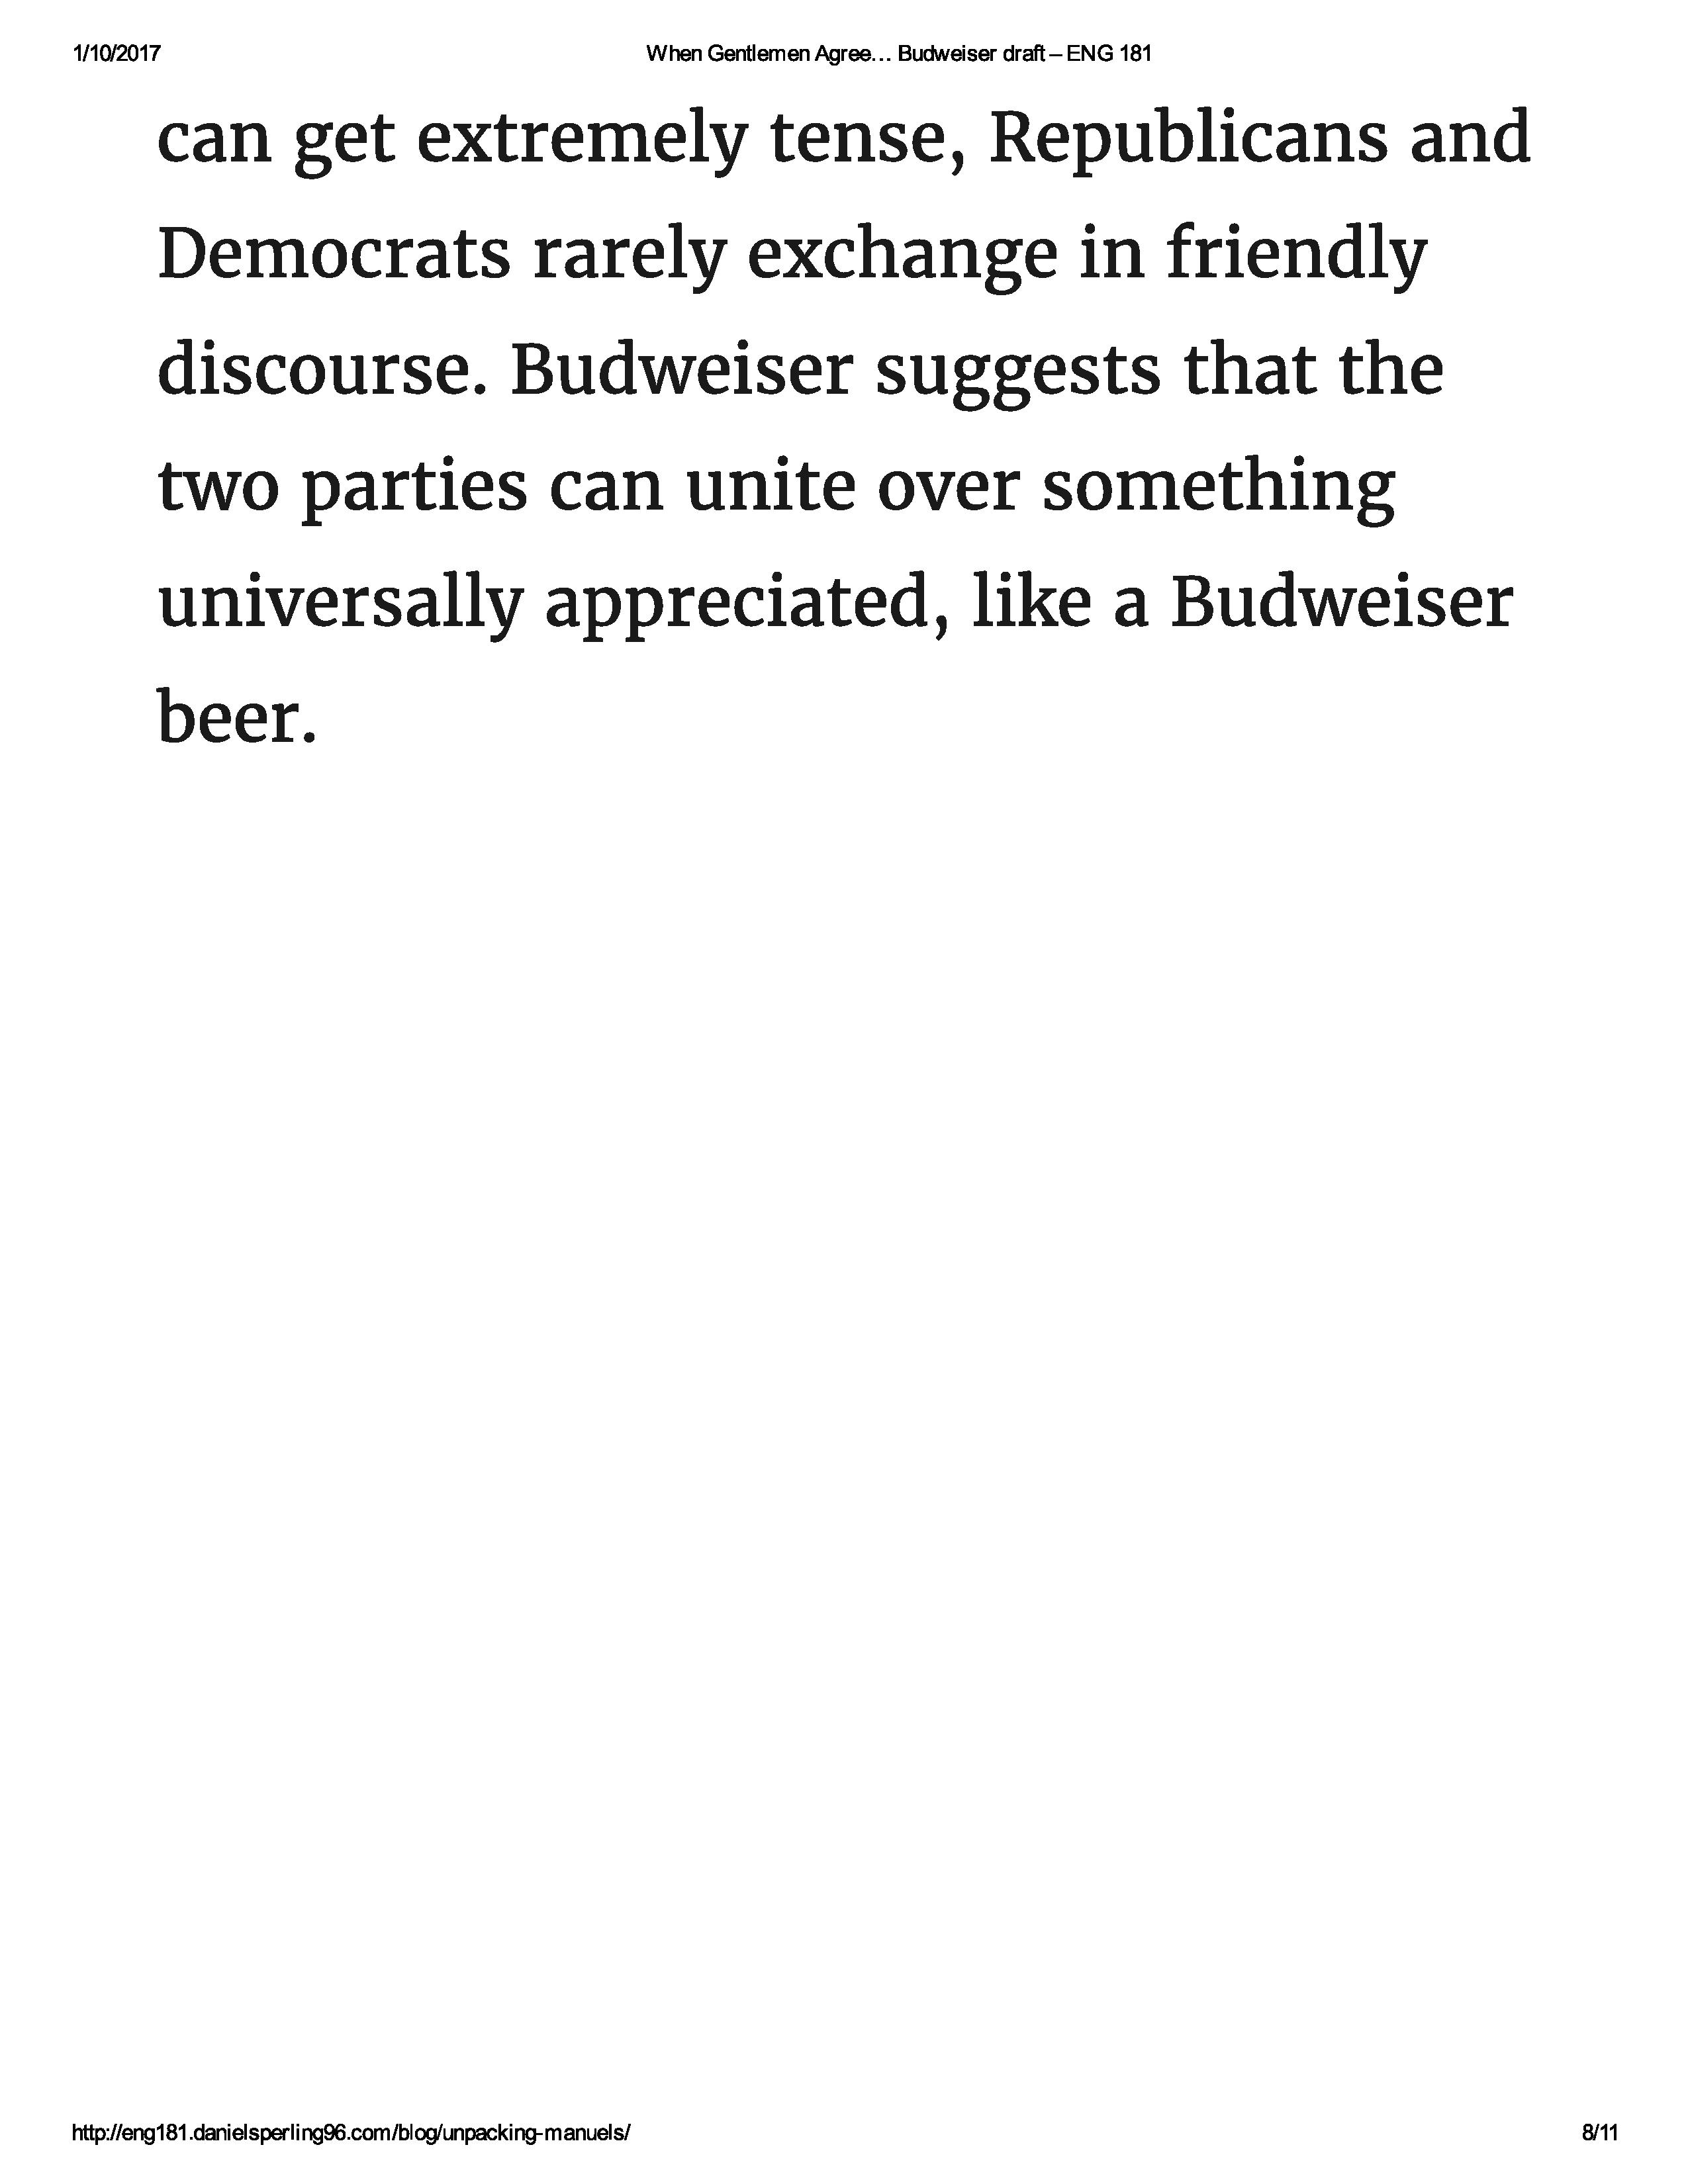 1/10/2017 When Gentlemen Agree… Budweiser draft – ENG 181
can get extremely tense, Republicans and
Democrats rarely exchange in friendly
discourse. Budweiser suggests that the
two parties can unite over something
universally appreciated, like a Budweiser
beer.
http://eng181.danielsperling96.com/blog/unpacking-manuels/ 8/11